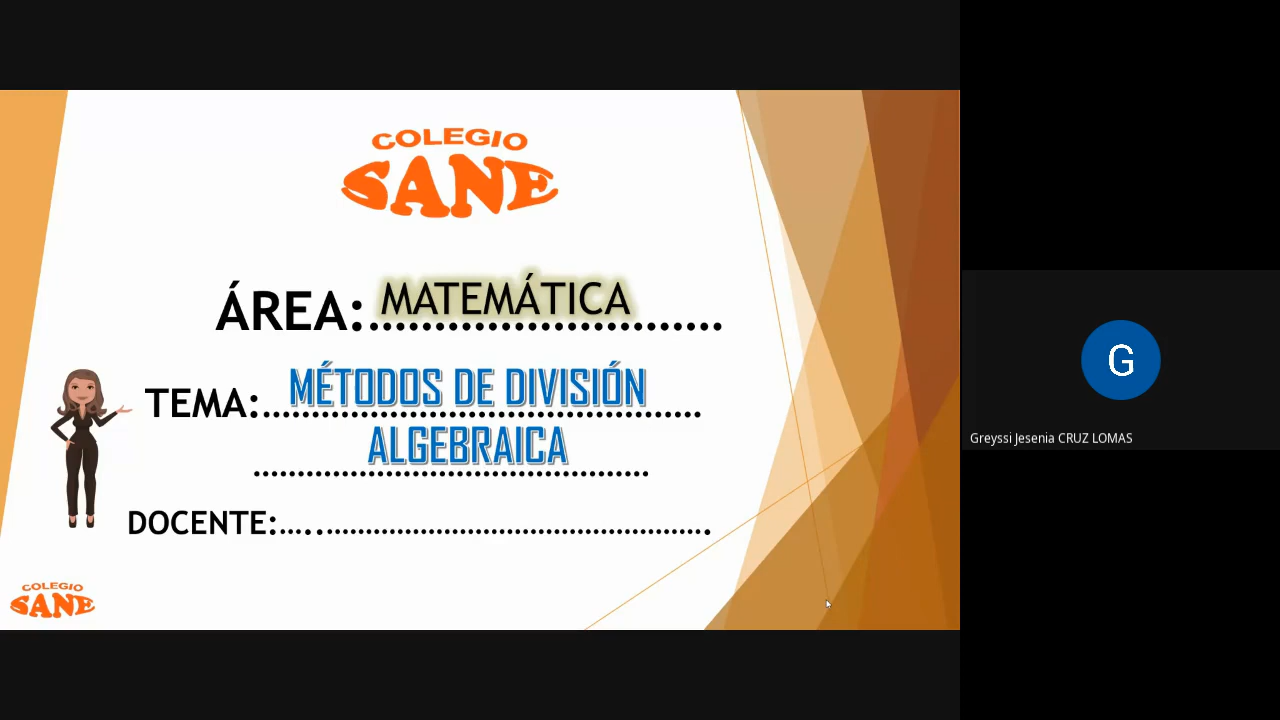 COLEGIO
SANE
ÁREA:...........................
MATEMÁTICA
TEMA:..................................................
MÉTODOS DE DIVISIÓN
ALGEBRAICA
.............................................
DOCENTE:….................................................
COLEGIO
SANE
G
Greyssi Jesenia CRUZ LOMAS